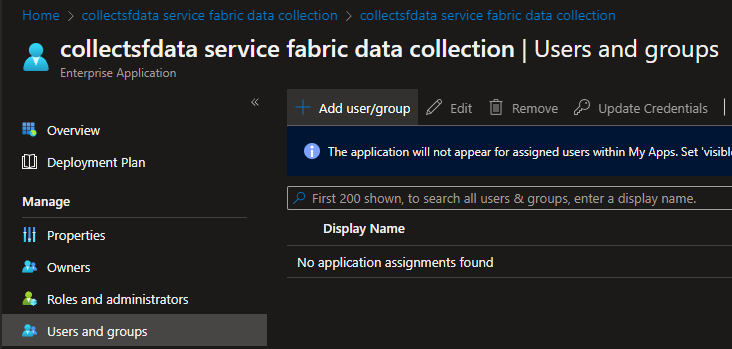 Home > collectsfdata service fabric data collection > collectsfdata service fabric data collection
collectsfdata service fabric data collection | Users and groups
Enterprise Application
«
Add user/group Edit Remove Update Credentials
Overview
Deployment Plan
The application will not appear for assigned users within My Apps. Set 'visible
Manage
First 200 shown, to search all users & groups, enter a display name.
Display Name
Properties
No application assignments found
Owners
Roles and administrators
Users and groups